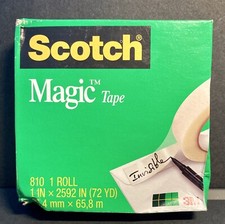 Scotch
Magic™ Tape
810 1 ROLL
1 IN × 2592 IN (72 YD)
4 mm × 65,8 m
Invisible
3M